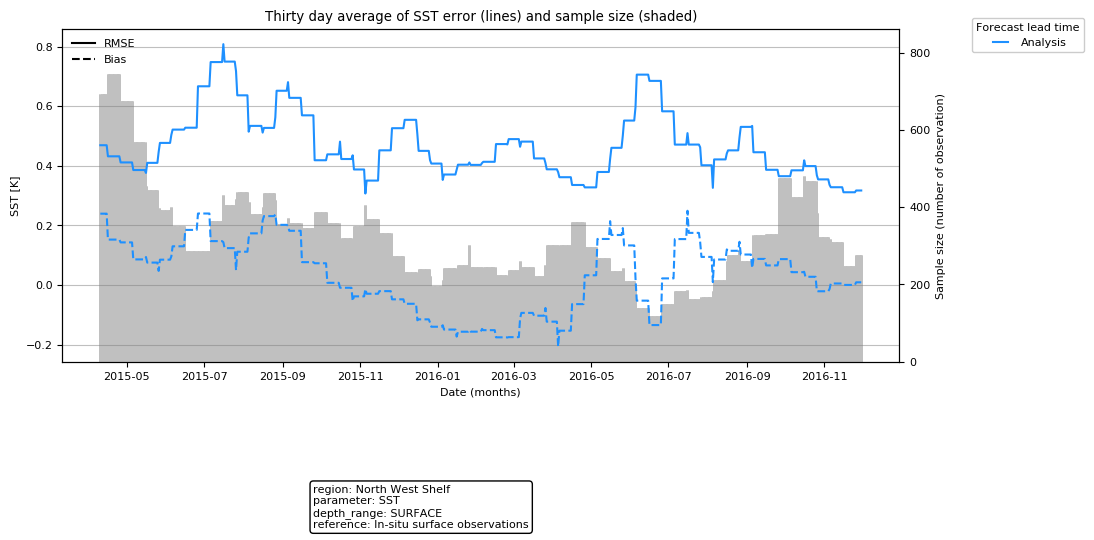 Thirty day average of SST error (lines) and sample size (shaded)
Forecast lead time
Analysis
RMSE
Bias
0.8
0.6
0.4
0.2
0.0
−0.2
SST [K]
800
600
400
200
0
Sample size (number of observation)
2015-05 2015-07 2015-09 2015-11 2016-01 2016-03 2016-05 2016-07 2016-09 2016-11
Date (months)
region: North West Shelf
parameter: SST
depth_range: SURFACE
reference: In-situ surface observations